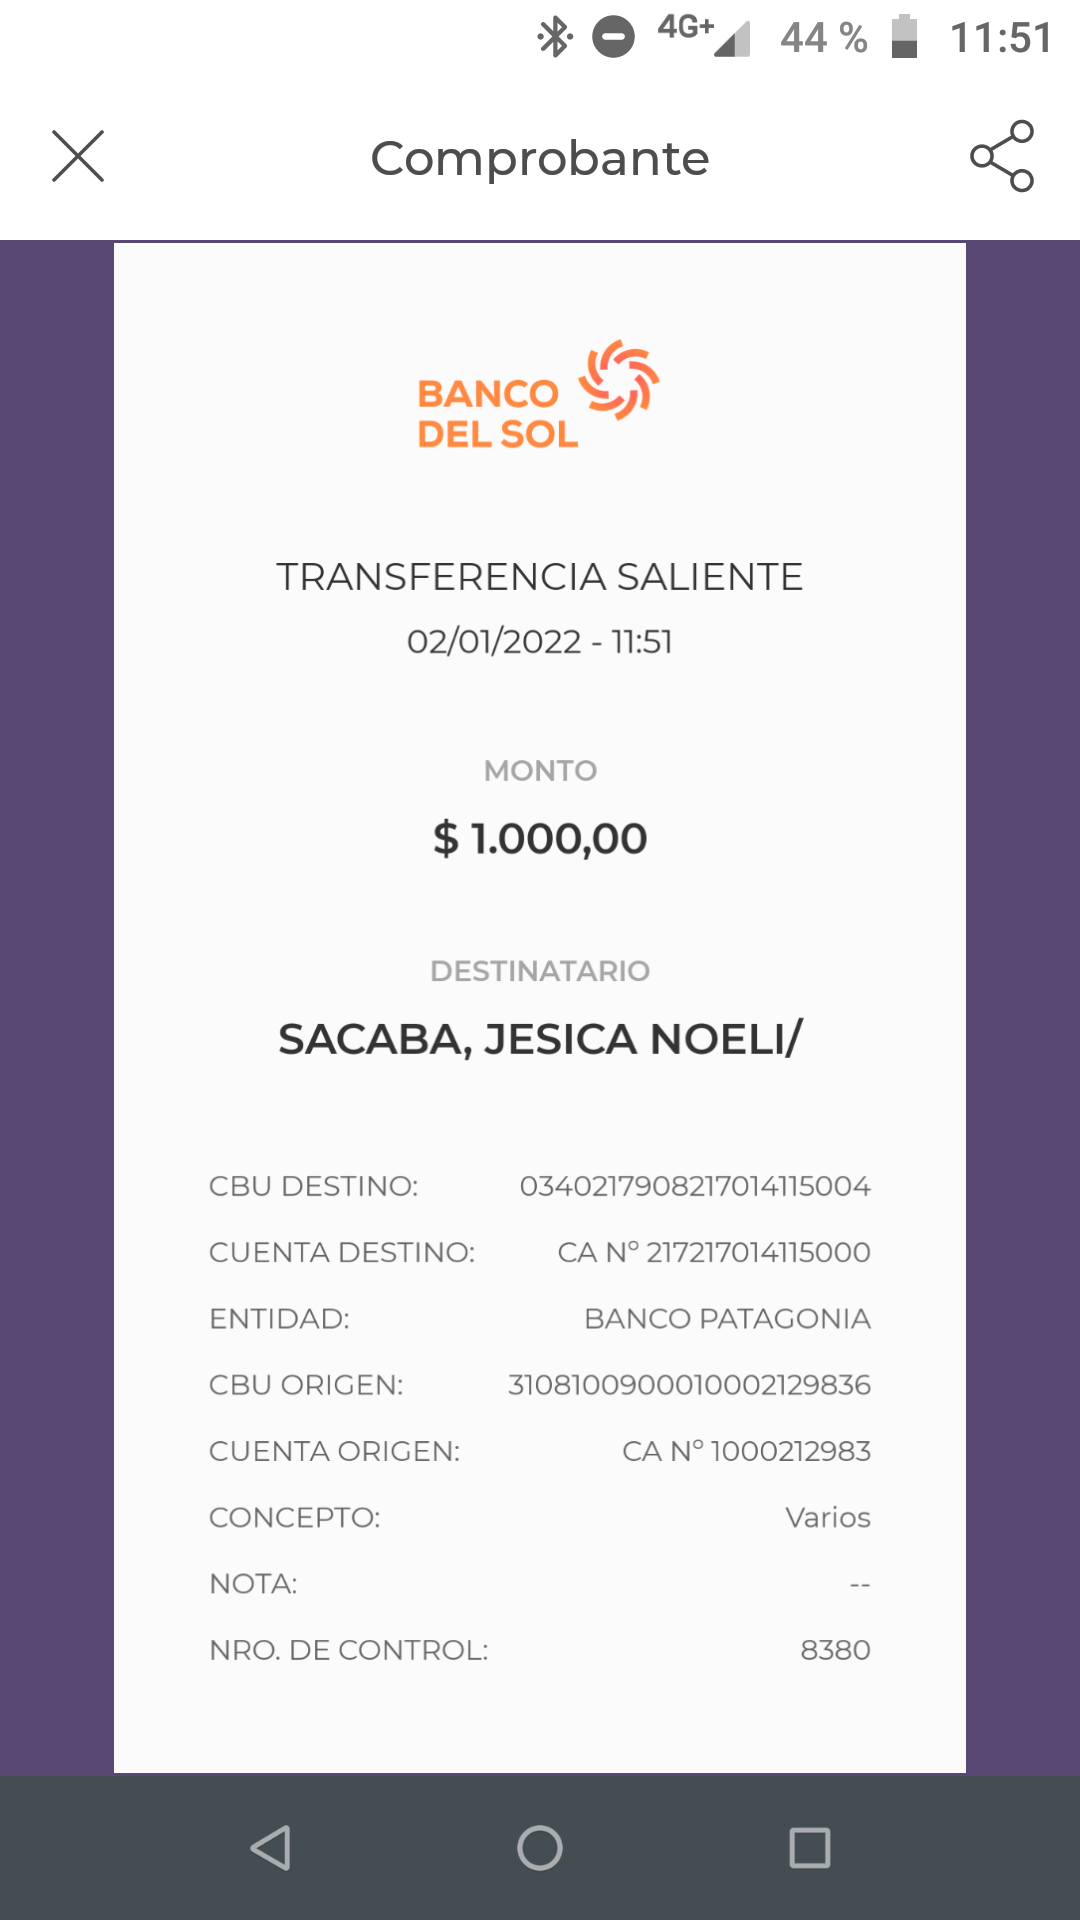 4G+ 44 % 11:51
Comprobante
BANCO
DEL SOL
TRANSFERENCIA SALIENTE
02/01/2022 - 11:51
MONTO
$ 1.000,00
DESTINATARIO
SACABA, JESICA NOELI/
CBU DESTINO: 0340217908217014115004
CUENTA DESTINO: CA Nº 217217014115000
ENTIDAD: BANCO PATAGONIA
CBU ORIGEN: 3108100900010002129836
CUENTA ORIGEN: CA Nº 1000212983
CONCEPTO: Varios
NOTA: --
NRO. DE CONTROL: 8380